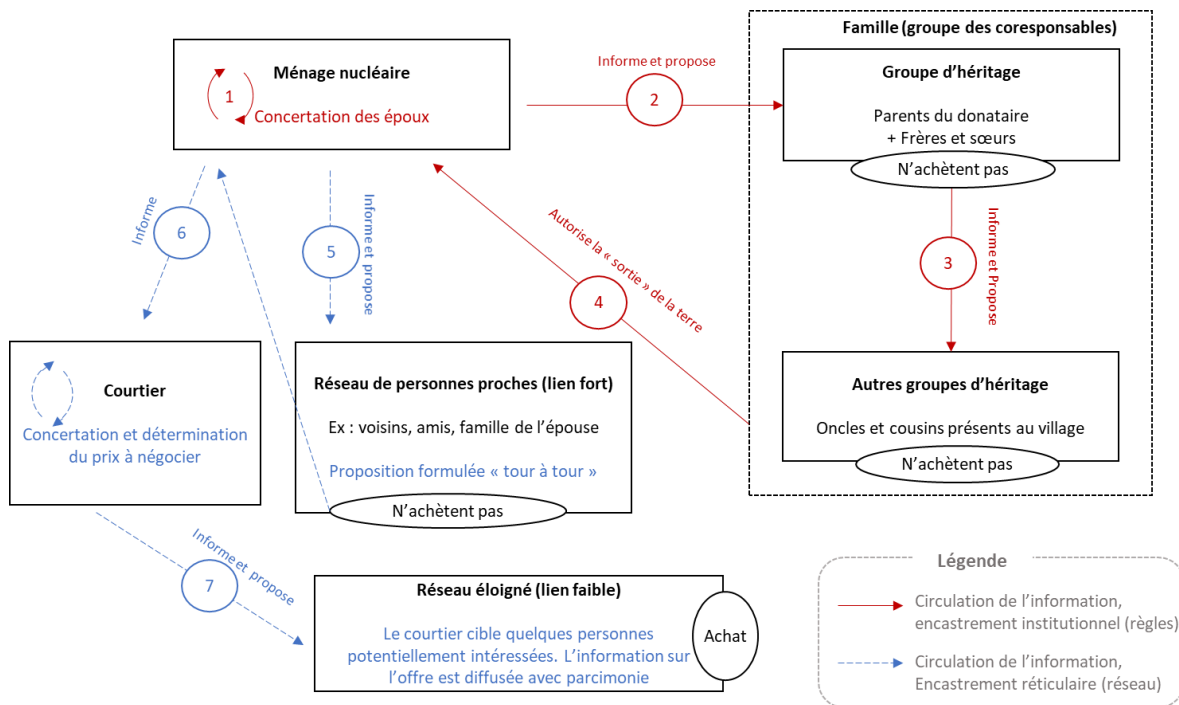 Famille (groupe des coresponsables)
Ménage nucléaire
1
Concertation des époux
Informe et propose
2
Groupe d'héritage
Parents du donataire
+ Frères et sœurs
N'achètent pas
Informe et Propose
3
Autorise la « sortie » de la terre
4
Autres groupes d'héritage
Oncles et cousins présents au village
N'achètent pas
Informe et propose
5
Informe
6
Courtier
Concertation et détermination
du prix à négocier
Réseau de personnes proches (lien fort)
Ex : voisins, amis, famille de l'épouse
Proposition formulée « tour à tour »
N'achètent pas
Informe et propose
7
Réseau éloigné (lien faible)
Le courtier cible quelques personnes
potentiellement intéressées. L'information sur
l'offre est diffusée avec parcimonie
Achat
Légende
Circulation de l'information,
encastrement institutionnel (règles)
Circulation de l'information,
Encastrement réticulaire (réseau)